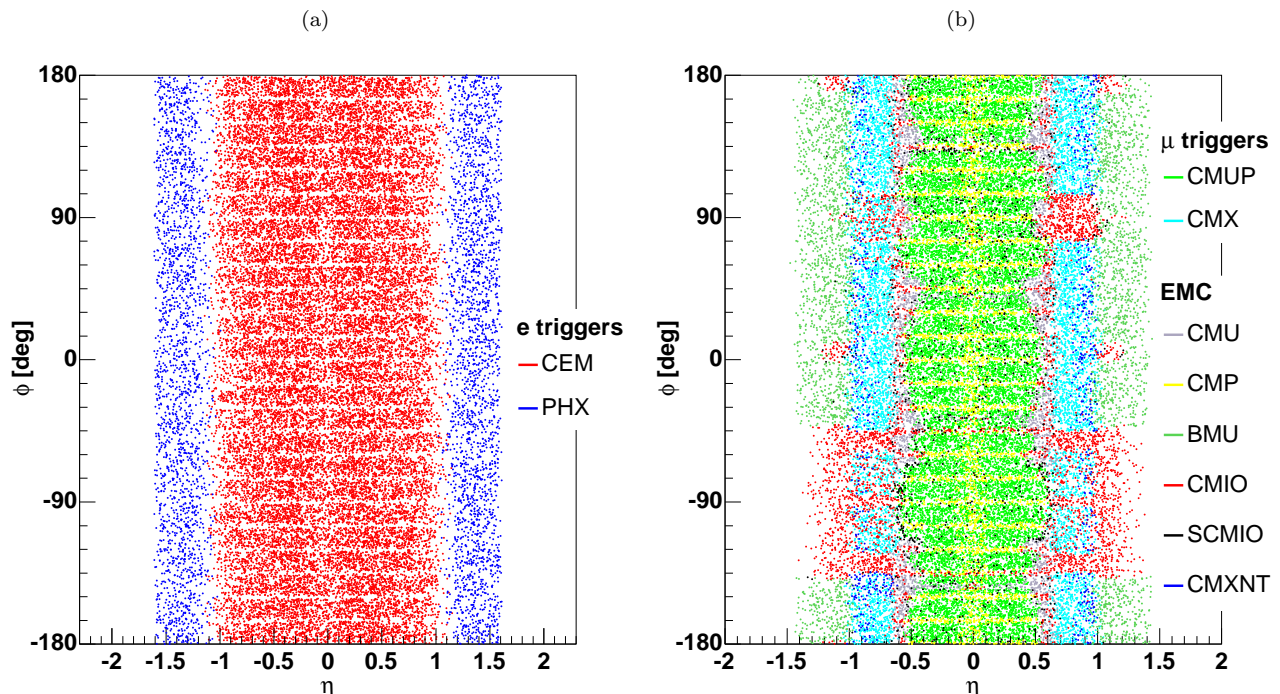 (a)
(b)
180
90
0
-90
-180
φ [deg]
-2
-1.5
-1
-0.5
0
0.5
1
1.5
2
η
e triggers
CEM
PHX
180
90
0
-90
-180
φ [deg]
-2
-1.5
-1
-0.5
0
0.5
1
1.5
2
η
μ triggers
CMUP
CMX
EMC
CMU
CMP
BMU
CMIO
SCMIO
CMXNT